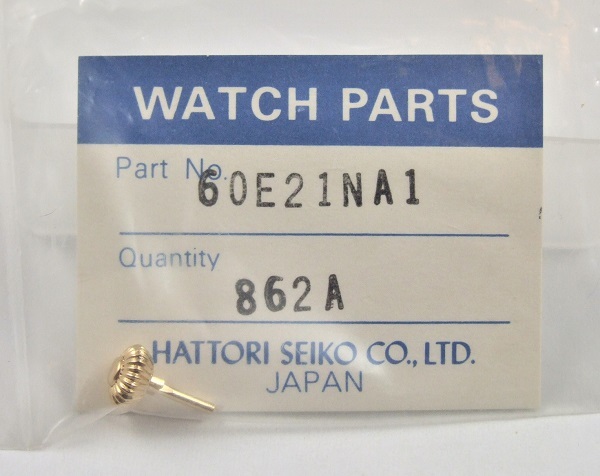 WATCH PARTS
Part No. 60E21NA1
Quantity
862A
HATTORI SEIKO CO., LTD.
JAPAN